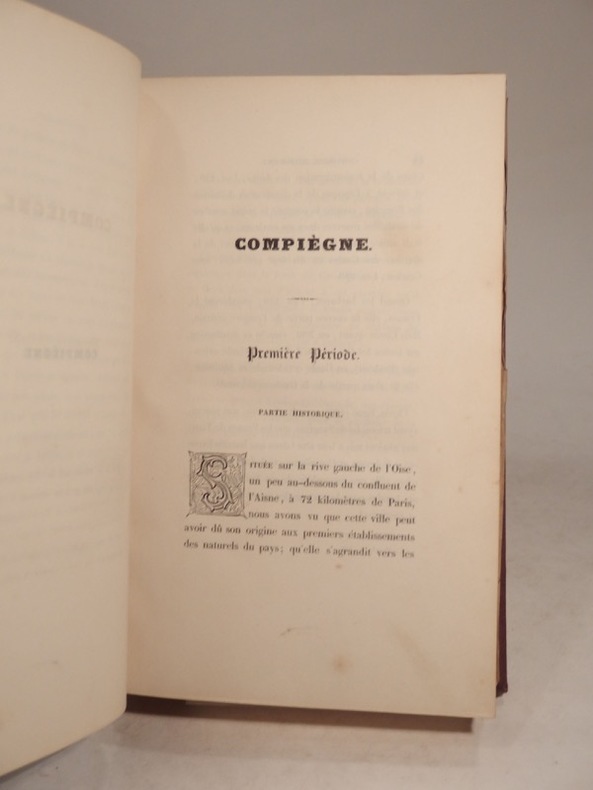 COMPIÈGNE.
Première Période.
PARTIE HISTORIQUE.
SITUÉE sur la rive gauche de l'Oise,
un peu au-dessous du confluent de
l'Aisne, à 72 kilomètres de Paris,
nous avons vu que cette ville peut
avoir dû son origine aux premiers établissements
des naturels du pays; qu'elle s'agrandit vers les